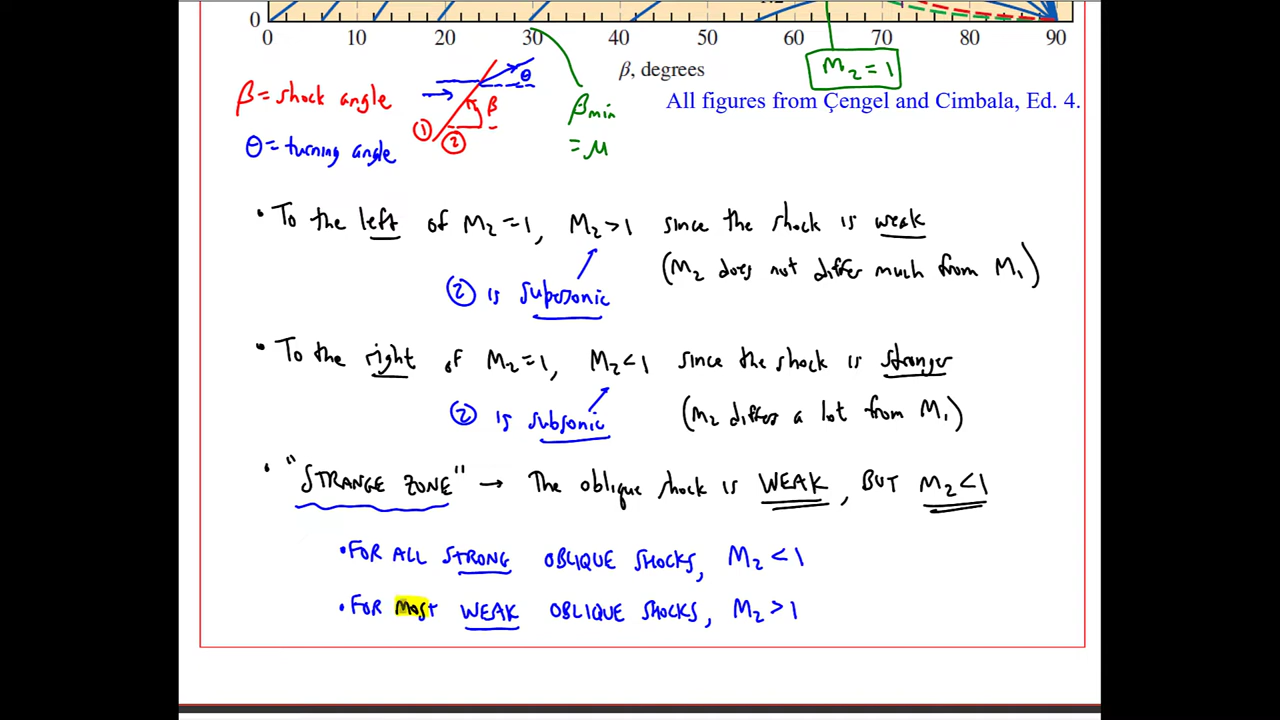 0
0 10 20 30 40 50 60 70 80 90
β, degrees
M₂ = 1
All figures from Çengel and Cimbala, Ed. 4.
β = shock angle
θ = turning angle
θ
β
① ②
βmin
= μ
• To the left of M₂ = 1, M₂ > 1 since the shock is weak
(M₂ does not differ much from M₁)
② is supersonic
• To the right of M₂ = 1, M₂ < 1 since the shock is stronger
② is subsonic (M₂ differs a lot from M₁)
• "STRANGE ZONE" → The oblique shock is WEAK, BUT M₂ < 1
• FOR ALL STRONG OBLIQUE SHOCKS, M₂ < 1
• FOR MOST WEAK OBLIQUE SHOCKS, M₂ > 1